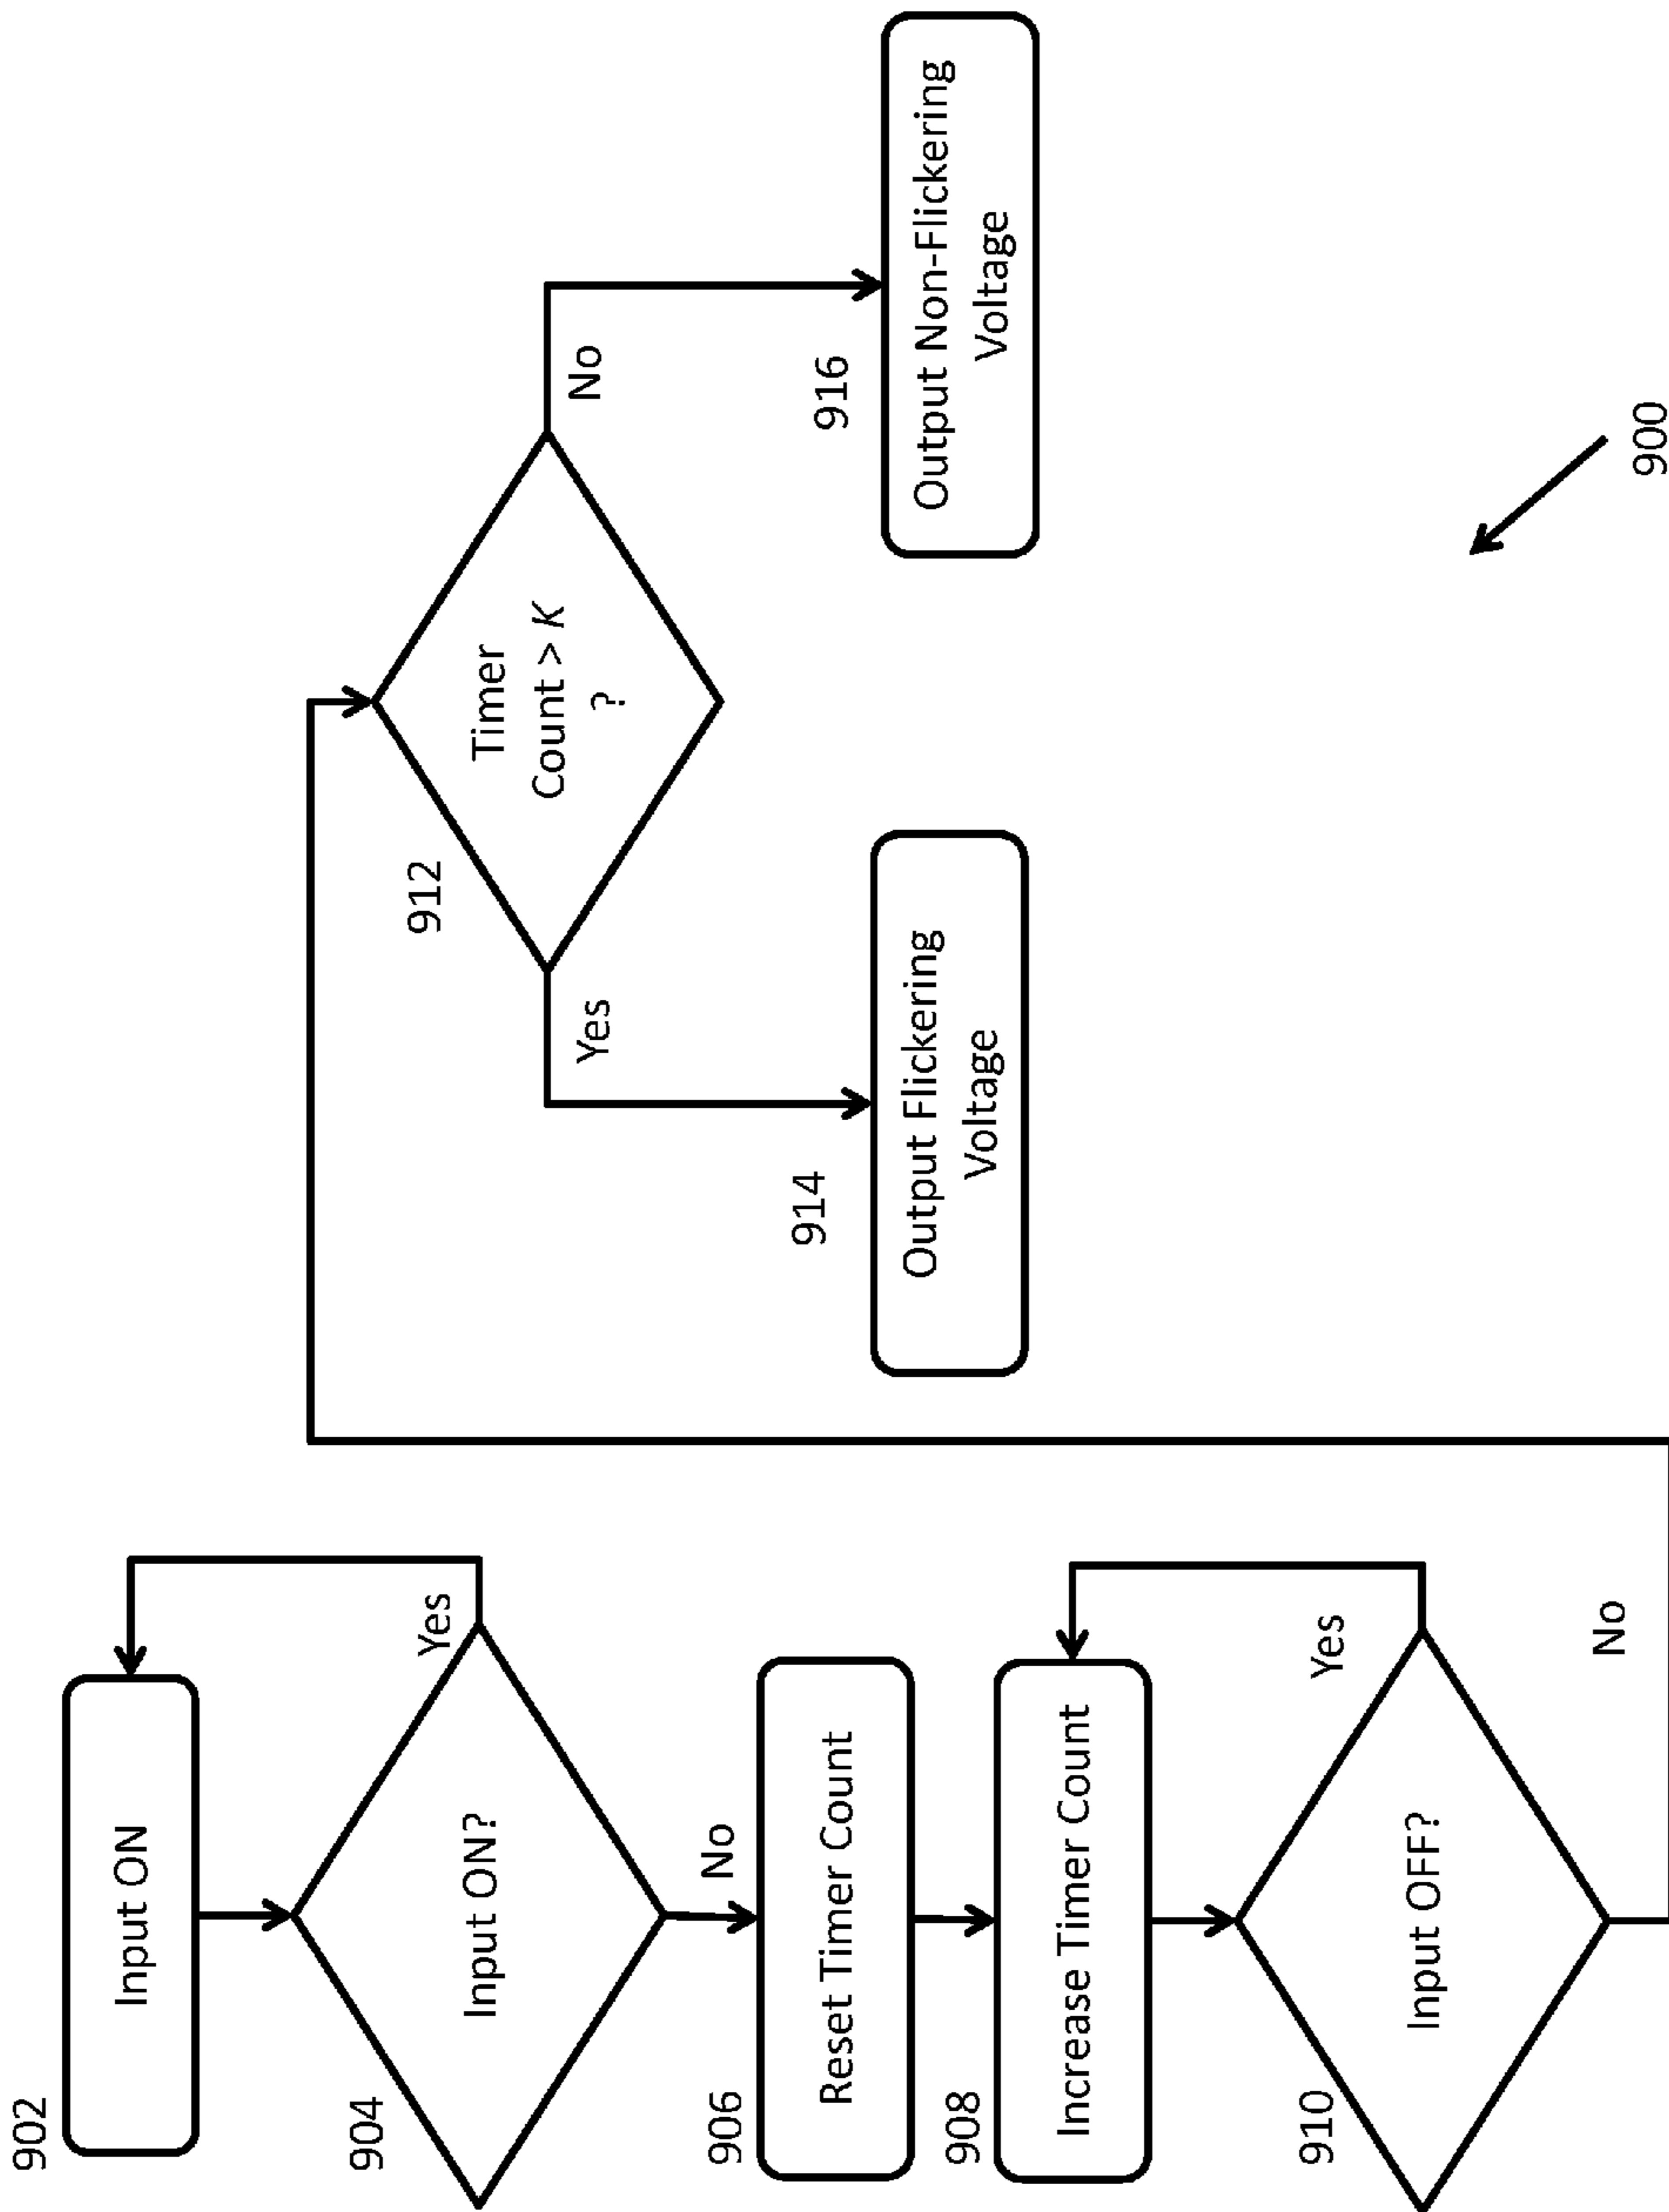 902
Input ON
904
Input ON?
Yes
No
906
Reset Timer Count
908
Increase Timer Count
910
Input OFF?
Yes
No
912
Timer
Count > K
?
Yes
No
914
Output Flickering
Voltage
916
Output Non-Flickering
Voltage
900